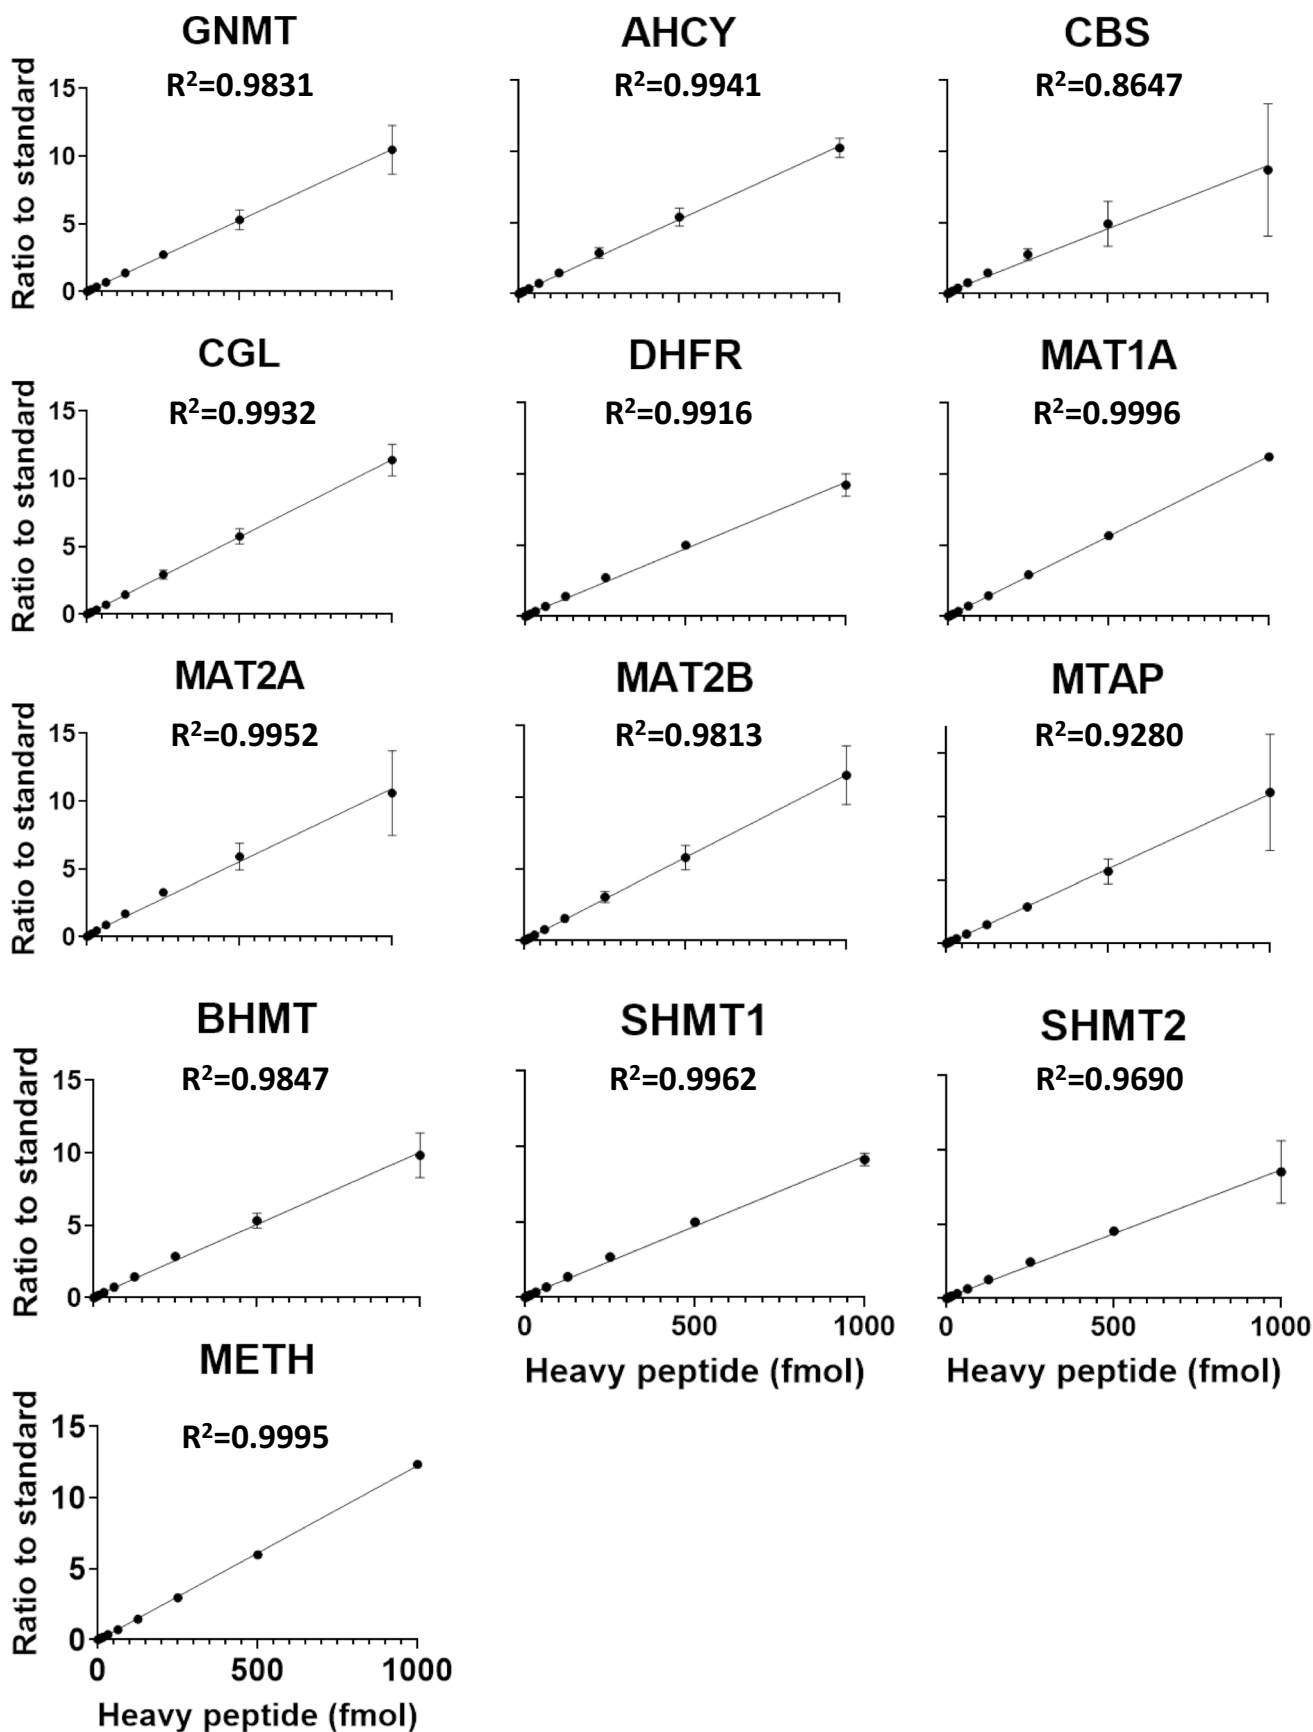 GNMT
AHCY
CBS
R²=0.9831
R²=0.9941
R²=0.8647
Ratio to standard
15
10
5
0
CGL
DHFR
MAT1A
R²=0.9932
R²=0.9916
R²=0.9996
Ratio to standard
15
10
5
0
MAT2A
MAT2B
MTAP
R²=0.9952
R²=0.9813
R²=0.9280
Ratio to standard
15
10
5
0
BHMT
SHMT1
SHMT2
R²=0.9847
R²=0.9962
R²=0.9690
Ratio to standard
15
10
5
0
0 500 1000
0 500 1000
Heavy peptide (fmol)
Heavy peptide (fmol)
METH
R²=0.9995
Ratio to standard
15
10
5
0
0 500 1000
Heavy peptide (fmol)